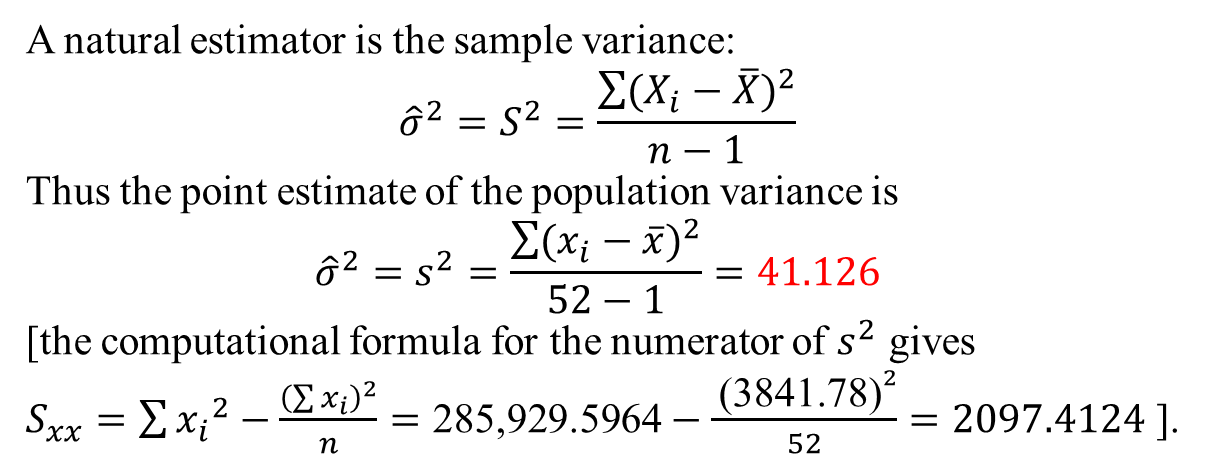 A natural estimator is the sample variance:
σ̂² = S² = ∑(Xᵢ − X̄)² / n − 1
Thus the point estimate of the population variance is
σ̂² = s² = ∑(xᵢ − x̄)² / 52 − 1 = 41.126
[the computational formula for the numerator of s² gives
Sₓₓ = ∑ xᵢ² − (∑ xᵢ)² / n = 285,929.5964 − (3841.78)² / 52 = 2097.4124 ].